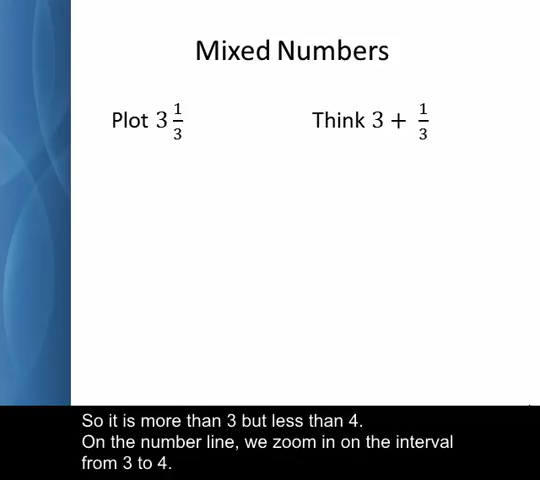 Mixed Numbers
Plot 3 1/3
Think 3 + 1/3
So it is more than 3 but less than 4.
On the number line, we zoom in on the interval
from 3 to 4.